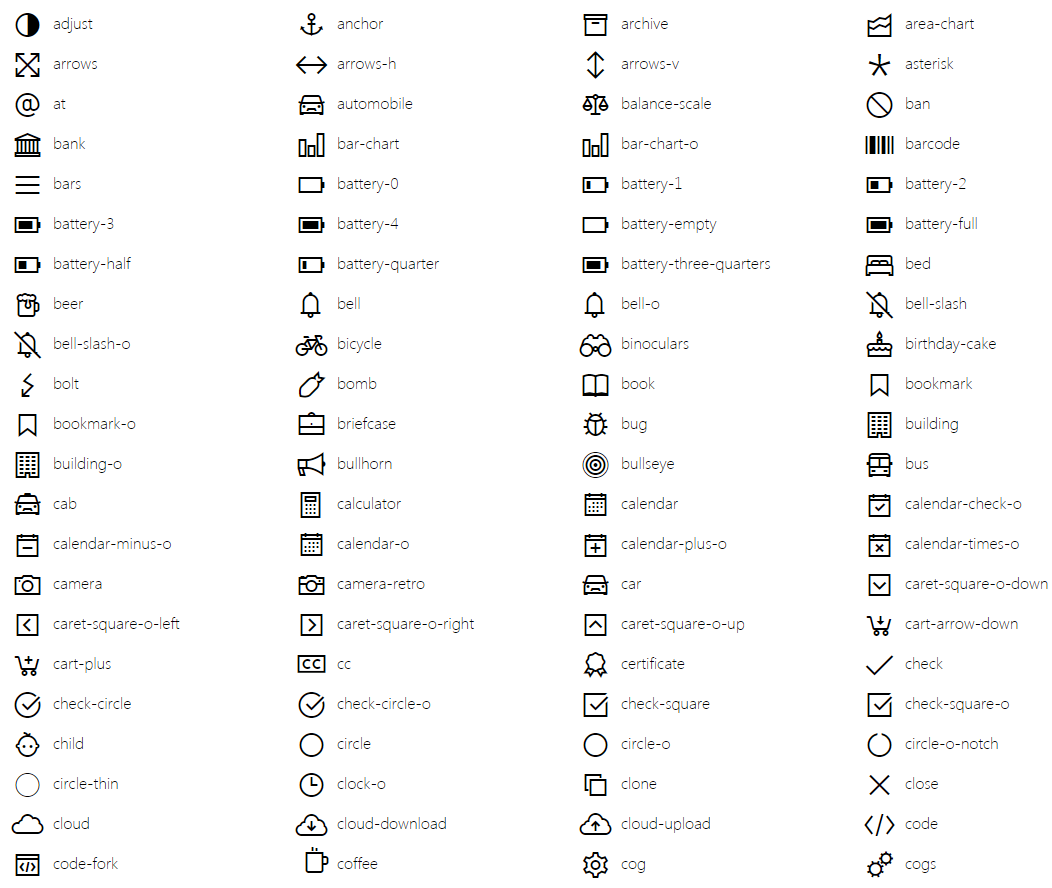 adjust anchor archive area-chart
arrows arrows-h arrows-v asterisk
at automobile balance-scale ban
bank bar-chart bar-chart-o barcode
bars battery-0 battery-1 battery-2
battery-3 battery-4 battery-empty battery-full
battery-half battery-quarter battery-three-quarters bed
beer bell bell-o bell-slash
bell-slash-o bicycle binoculars birthday-cake
bolt bomb book bookmark
bookmark-o briefcase bug building
building-o bullhorn bullseye bus
cab calculator calendar calendar-check-o
calendar-minus-o calendar-o calendar-plus-o calendar-times-o
camera camera-retro car caret-square-o-down
caret-square-o-left caret-square-o-right caret-square-o-up cart-arrow-down
cart-plus cc certificate check
check-circle check-circle-o check-square check-square-o
child circle circle-o circle-o-notch
circle-thin clock-o clone close
cloud cloud-download cloud-upload code
code-fork coffee cog cogs